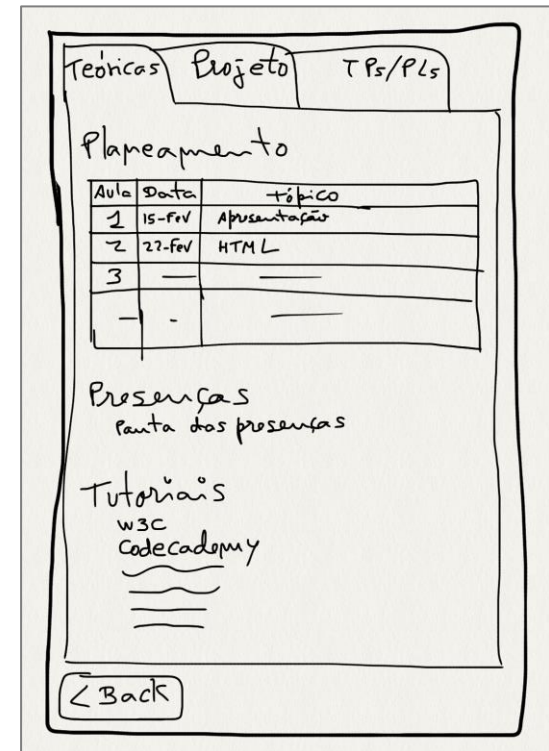 Teóricas Projeto TPs/PLs
Planeamento
Aula Data Tópico
1 15-Fev Apresentação
2 22-Fev HTML
3
Presenças
Pauta das presenças
Tutoriais
W3C
Codecademy
< Back